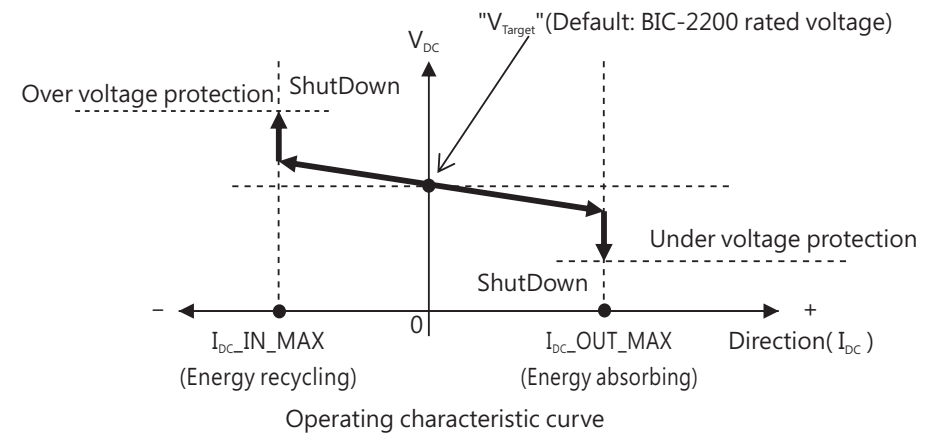 "V_Target"(Default: BIC-2200 rated voltage)
V_DC
Over voltage protection
ShutDown
Under voltage protection
ShutDown
−
0
+
I_DC_IN_MAX
I_DC_OUT_MAX
Direction( I_DC )
(Energy recycling)
(Energy absorbing)
Operating characteristic curve